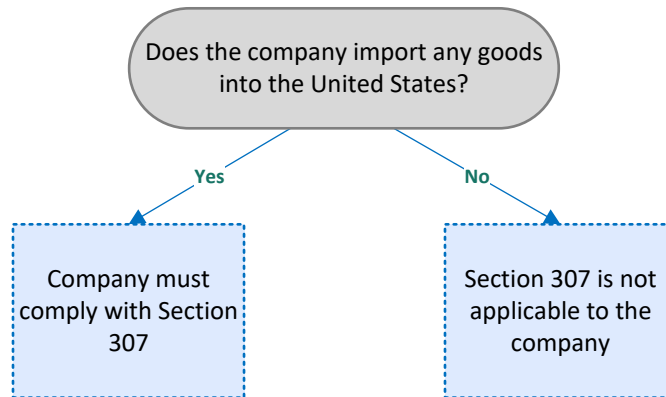 Does the company import any goods
into the United States?
Yes
No
Company must
comply with Section
307
Section 307 is not
applicable to the
company